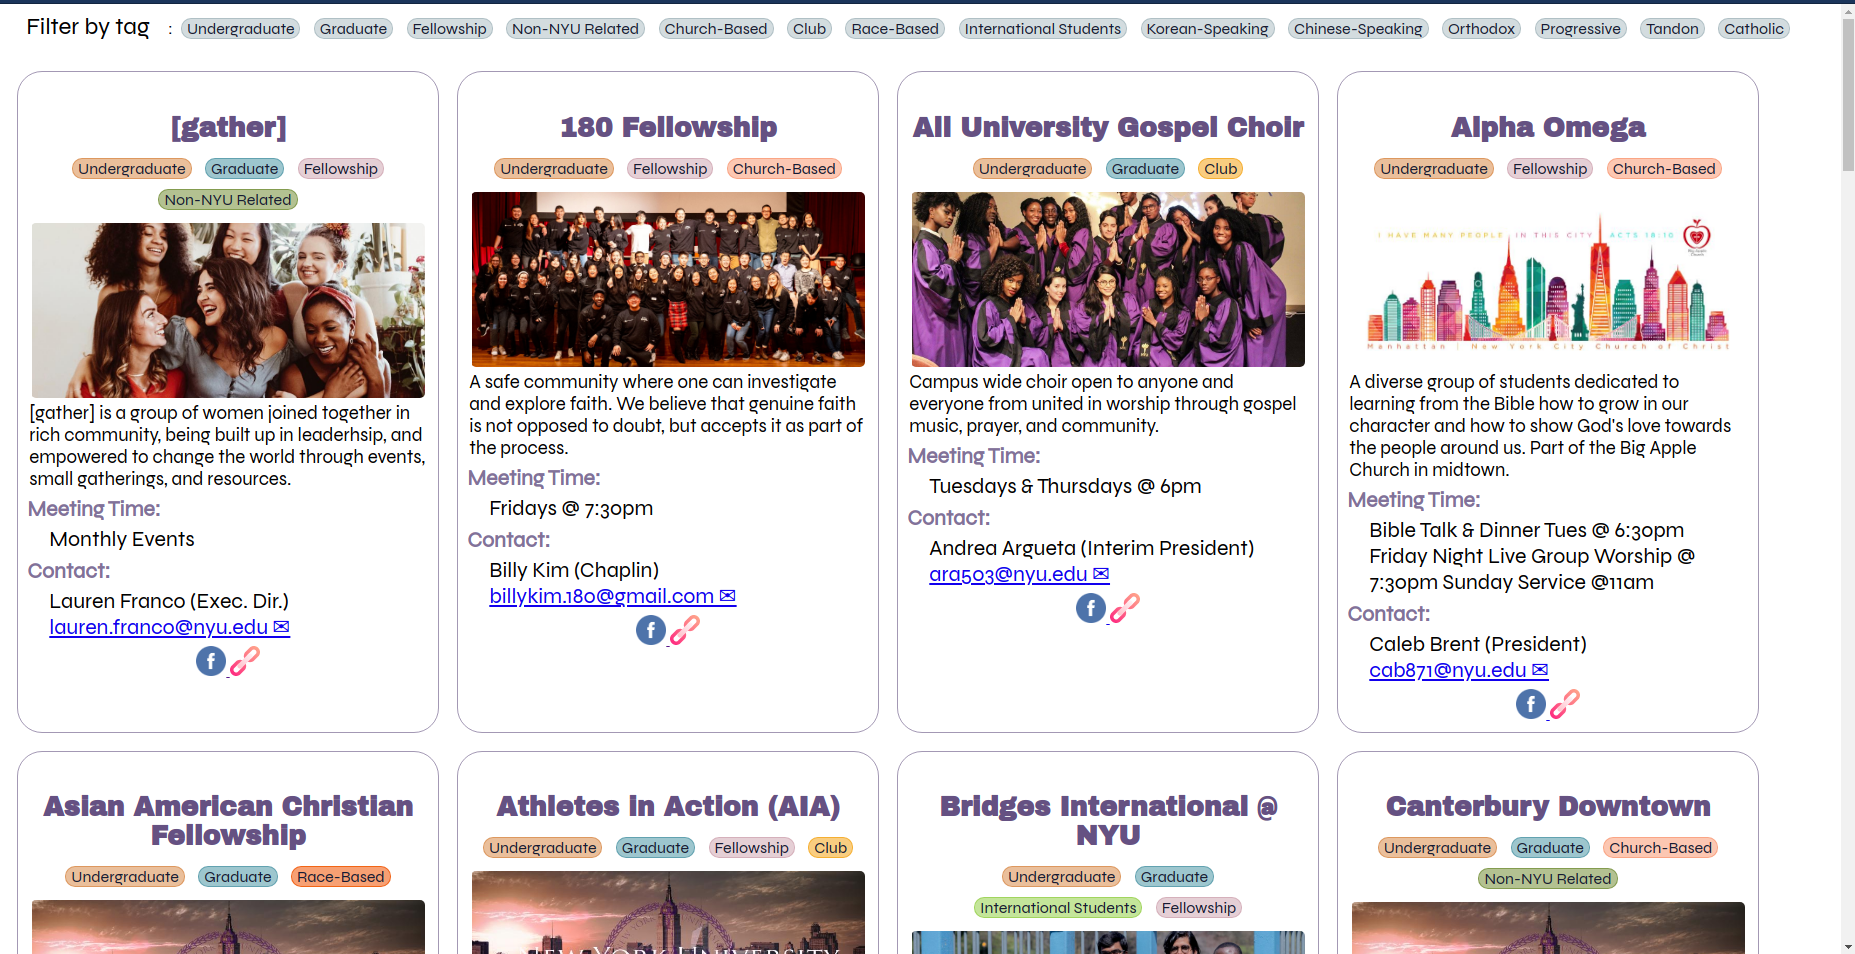 Filter by tag : Undergraduate Graduate Fellowship Non-NYU Related Church-Based Club Race-Based International Students Korean-Speaking Chinese-Speaking Orthodox Progressive Tandon Catholic
[gather]
Undergraduate Graduate Fellowship
Non-NYU Related
[gather] is a group of women joined together in
rich community, being built up in leaderhsip, and
empowered to change the world through events,
small gatherings, and resources.
Meeting Time:
Monthly Events
Contact:
Lauren Franco (Exec. Dir.)
lauren.franco@nyu.edu ✉
180 Fellowship
Undergraduate Fellowship Church-Based
A safe community where one can investigate
and explore faith. We believe that genuine faith
is not opposed to doubt, but accepts it as part of
the process.
Meeting Time:
Fridays @ 7:30pm
Contact:
Billy Kim (Chaplin)
billykim.180@gmail.com ✉
All University Gospel Choir
Undergraduate Graduate Club
Campus wide choir open to anyone and
everyone from united in worship through gospel
music, prayer, and community.
Meeting Time:
Tuesdays & Thursdays @ 6pm
Contact:
Andrea Argueta (Interim President)
ara503@nyu.edu ✉
Alpha Omega
Undergraduate Fellowship Church-Based
I HAVE MANY PEOPLE IN THIS CITY ACTS 18:10
Manhattan | New York City Church of Christ
A diverse group of students dedicated to
learning from the Bible how to grow in our
character and how to show God's love towards
the people around us. Part of the Big Apple
Church in midtown.
Meeting Time:
Bible Talk & Dinner Tues @ 6:30pm
Friday Night Live Group Worship @
7:30pm Sunday Service @11am
Contact:
Caleb Brent (President)
cab871@nyu.edu ✉
Asian American Christian
Fellowship
Undergraduate Graduate Race-Based
Athletes in Action (AIA)
Undergraduate Graduate Fellowship Club
NEW YORK UNIVERSITY
Bridges International @
NYU
Undergraduate Graduate
International Students Fellowship
Canterbury Downtown
Undergraduate Graduate Church-Based
Non-NYU Related